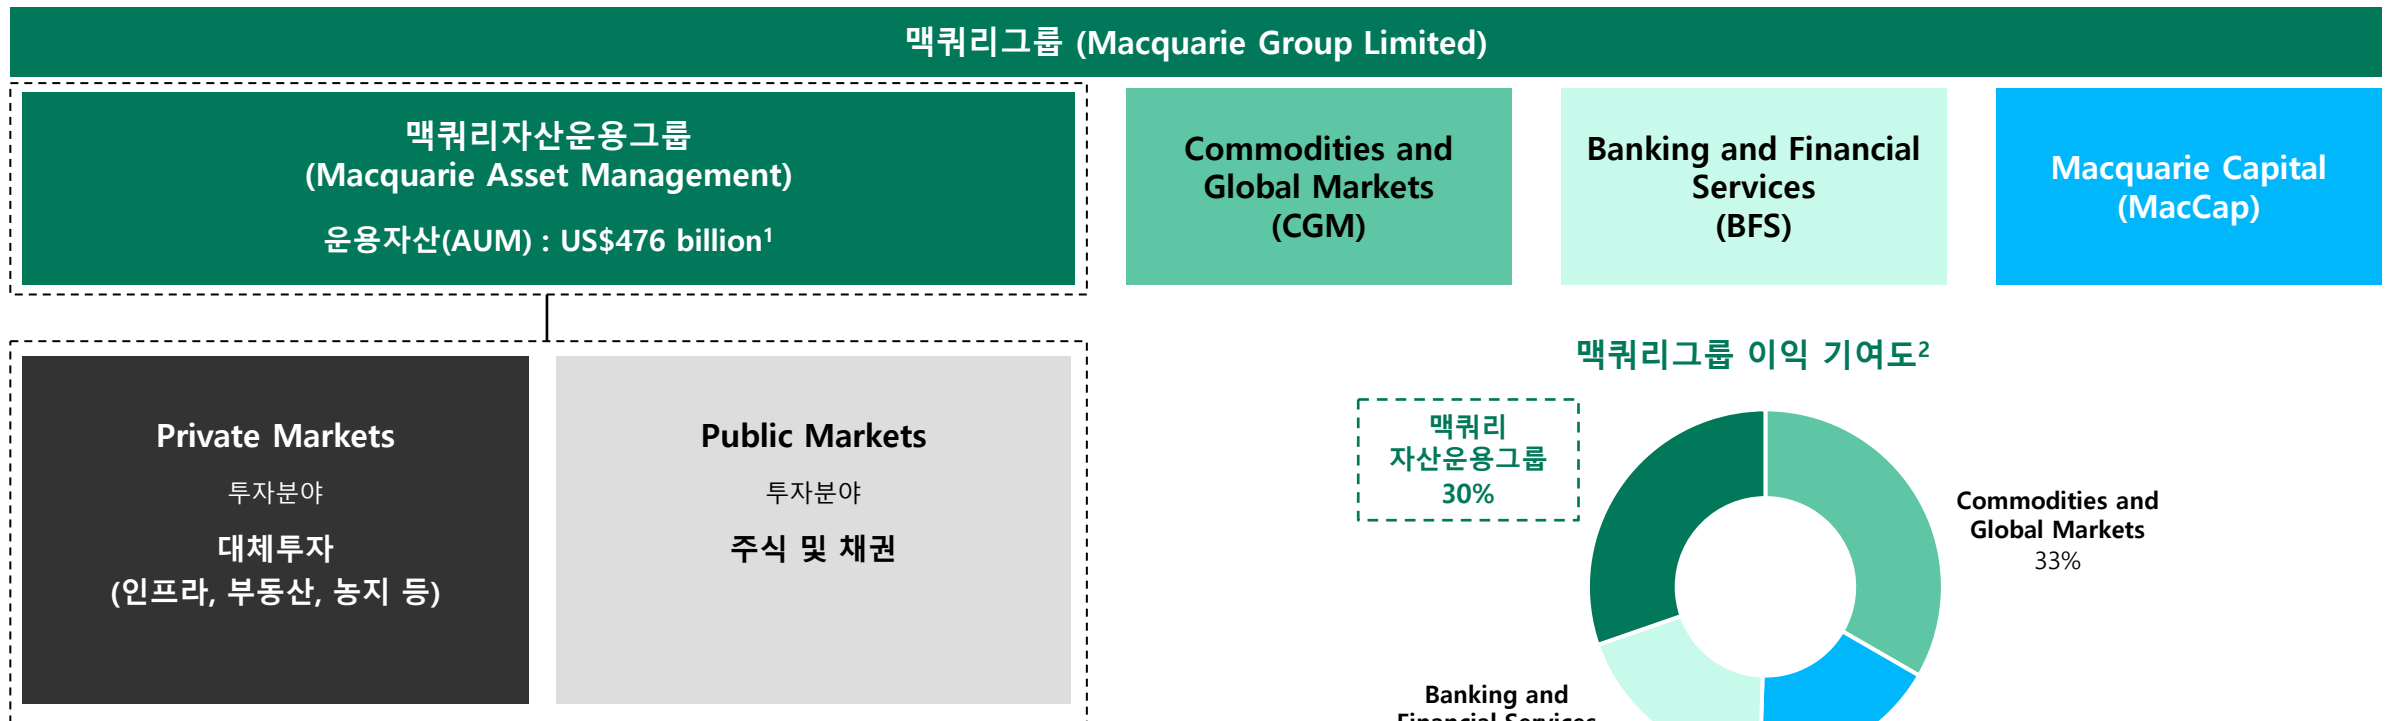 맥쿼리그룹 (Macquarie Group Limited)
맥쿼리자산운용그룹
(Macquarie Asset Management)
운용자산(AUM) : US$476 billion¹
Commodities and
Global Markets
(CGM)
Banking and Financial
Services
(BFS)
Macquarie Capital
(MacCap)
Private Markets
투자분야
대체투자
(인프라, 부동산, 농지 등)
Public Markets
투자분야
주식 및 채권
맥쿼리그룹 이익 기여도²
맥쿼리
자산운용그룹
30%
Commodities and
Global Markets
33%
Banking and
Financial Services